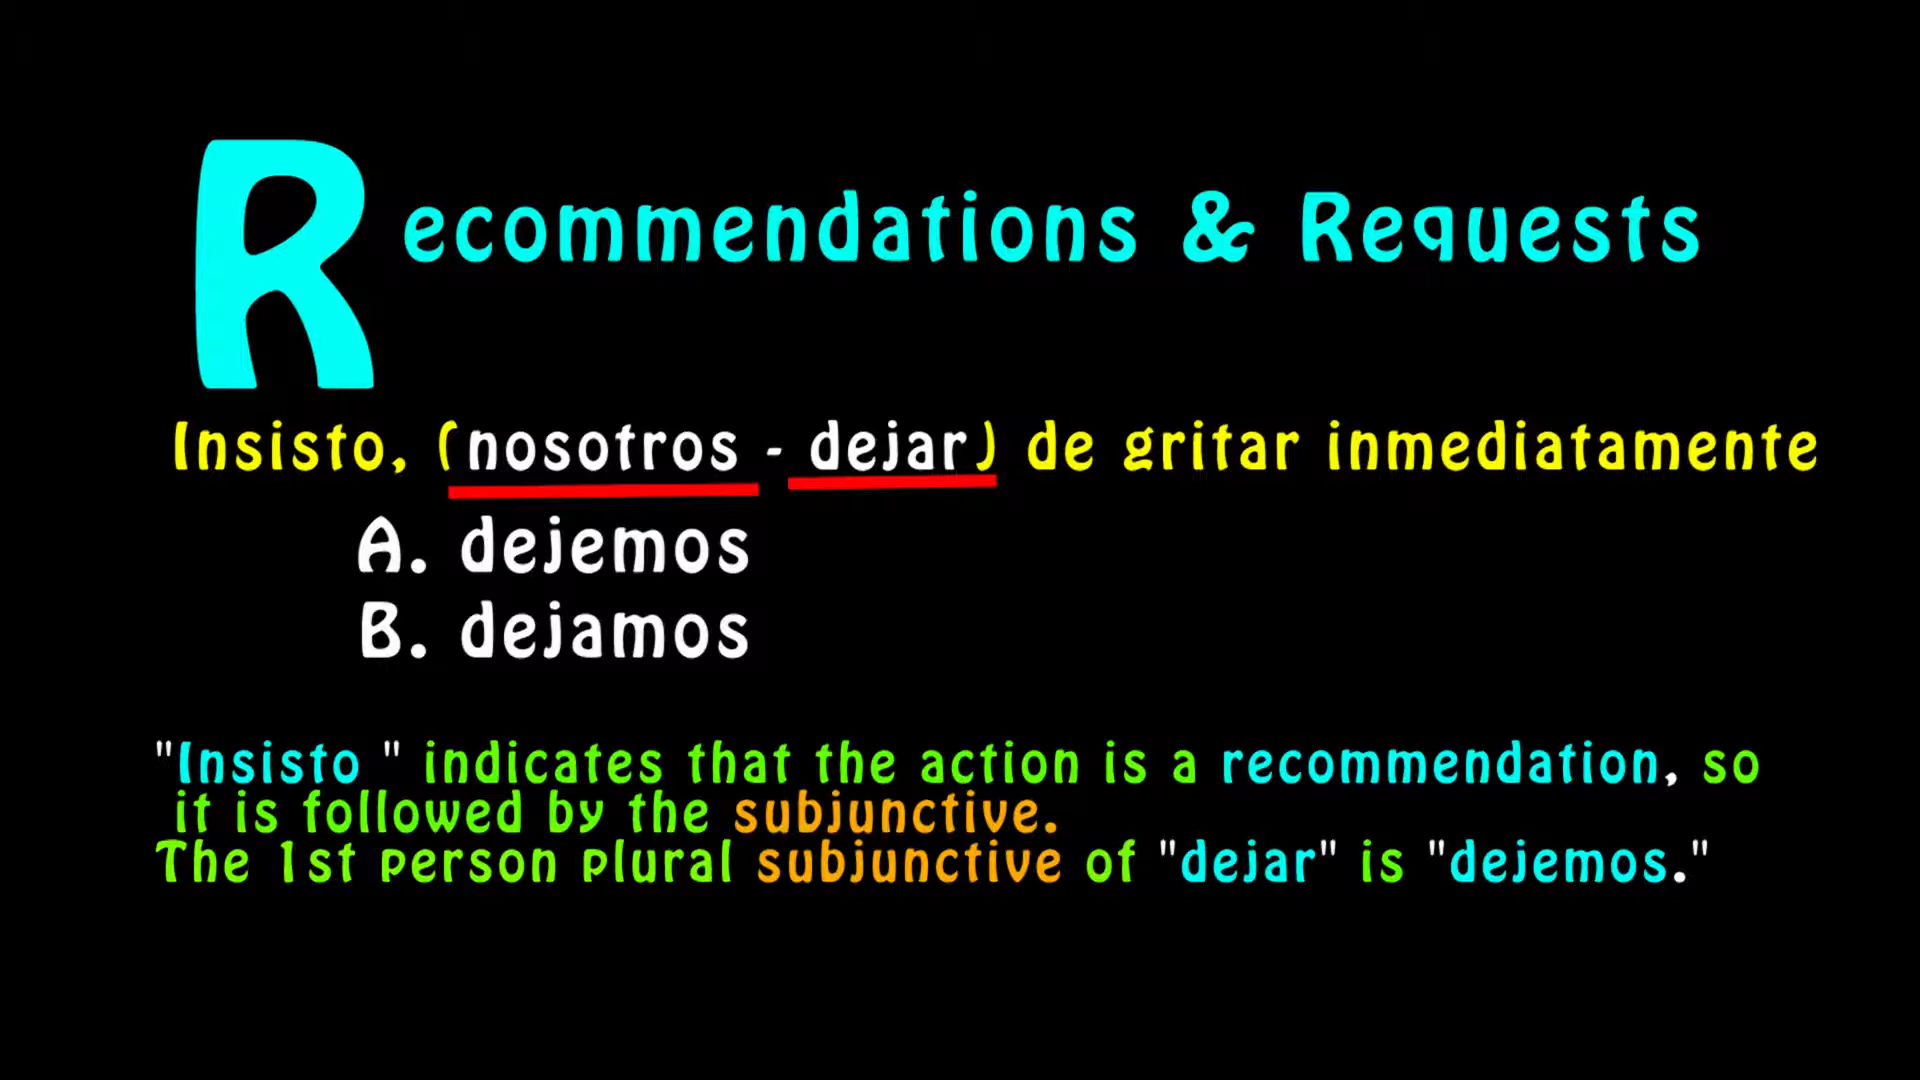 Recommendations & Requests
Insisto, (nosotros - dejar) de gritar inmediatamente
A. dejemos
B. dejamos
"Insisto " indicates that the action is a recommendation, so
it is followed by the subjunctive.
The 1st person plural subjunctive of "dejar" is "dejemos."